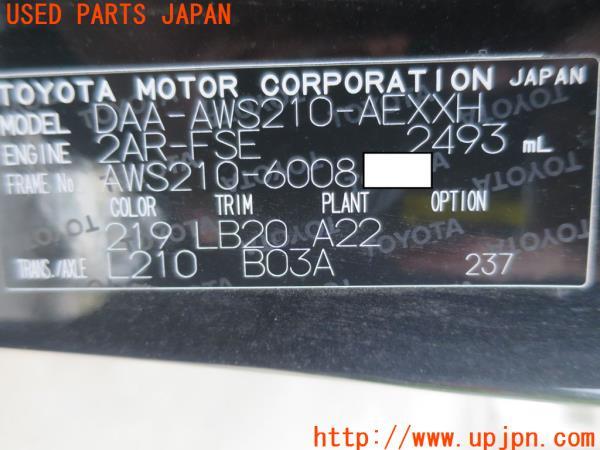 USED PARTS JAPAN
TOYOTA MOTOR CORPORATION JAPAN
MODEL DAA-AWS210-AEXXH
ENGINE 2AR-FSE 2493 mL
FRAME No. AWS210-6008
COLOR TRIM PLANT OPTION
219 LB20 A22
TRANS./AXLE L210 B03A 237
http://www.upjpn.com/